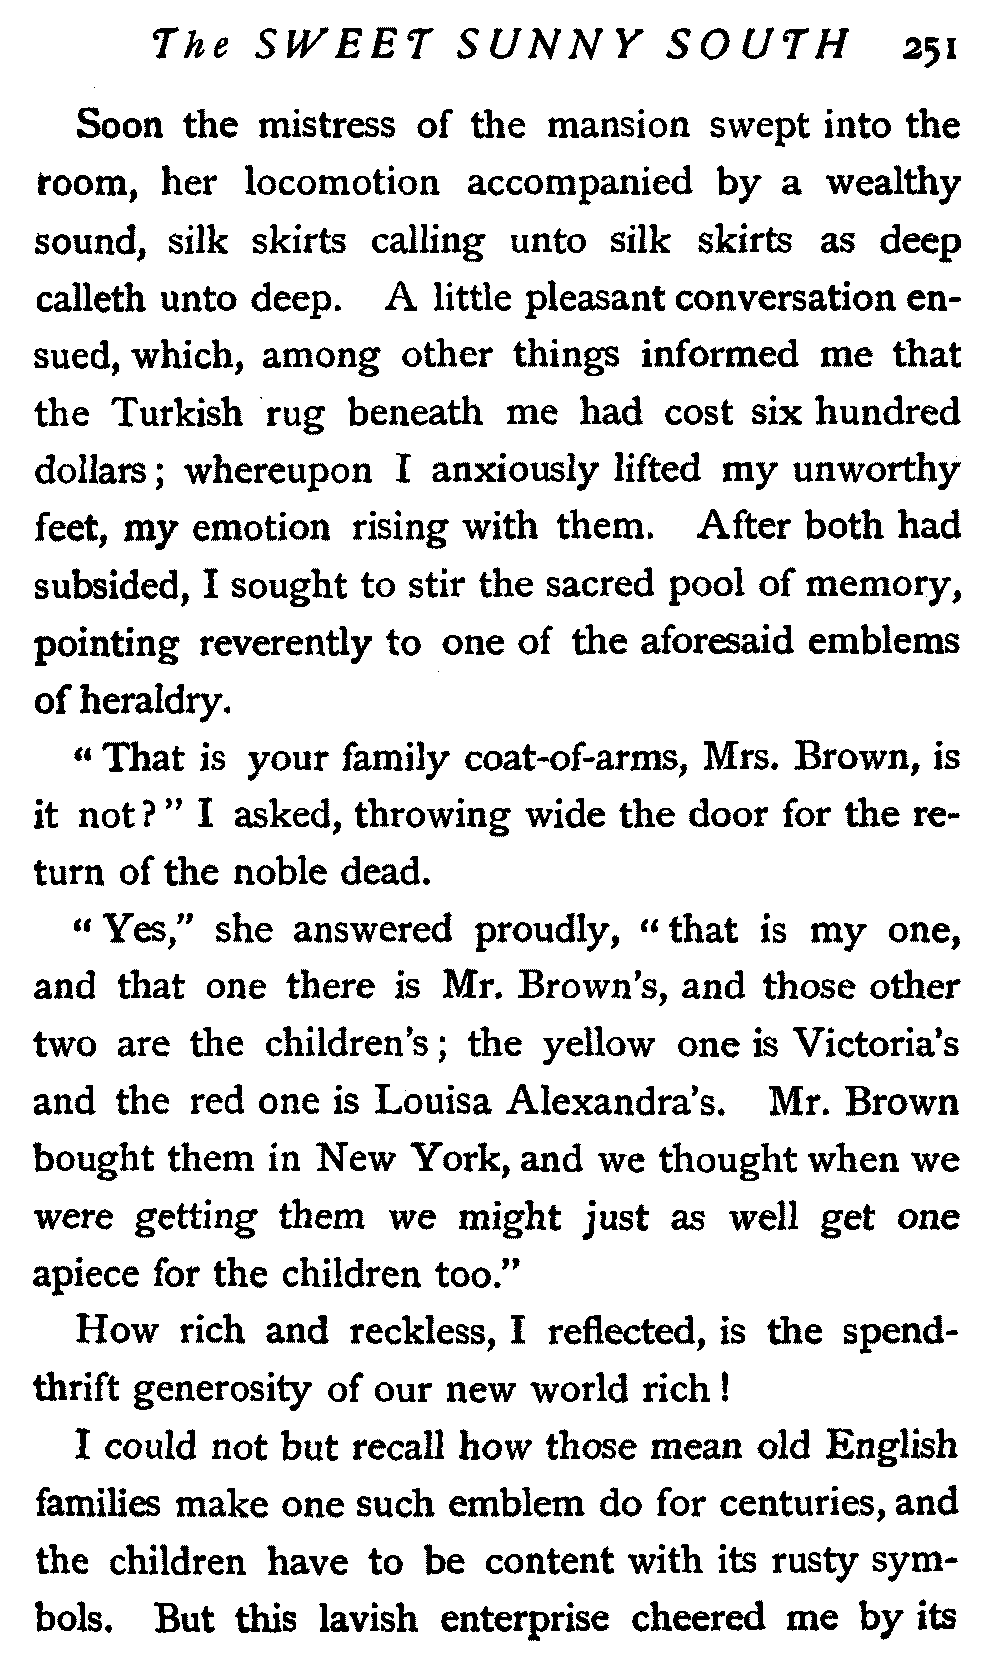 The SWEET SUNNY SOUTH 251
Soon the mistress of the mansion swept into the
room, her locomotion accompanied by a wealthy
sound, silk skirts calling unto silk skirts as deep
calleth unto deep. A little pleasant conversation en-
sued, which, among other things informed me that
the Turkish rug beneath me had cost six hundred
dollars; whereupon I anxiously lifted my unworthy
feet, my emotion rising with them. After both had
subsided, I sought to stir the sacred pool of memory,
pointing reverently to one of the aforesaid emblems
of heraldry.
“ That is your family coat-of-arms, Mrs. Brown, is
it not?” I asked, throwing wide the door for the re-
turn of the noble dead.
“ Yes,” she answered proudly, “ that is my one,
and that one there is Mr. Brown's, and those other
two are the children's; the yellow one is Victoria's
and the red one is Louisa Alexandra's. Mr. Brown
bought them in New York, and we thought when we
were getting them we might just as well get one
apiece for the children too.”
How rich and reckless, I reflected, is the spend-
thrift generosity of our new world rich!
I could not but recall how those mean old English
families make one such emblem do for centuries, and
the children have to be content with its rusty sym-
bols. But this lavish enterprise cheered me by its